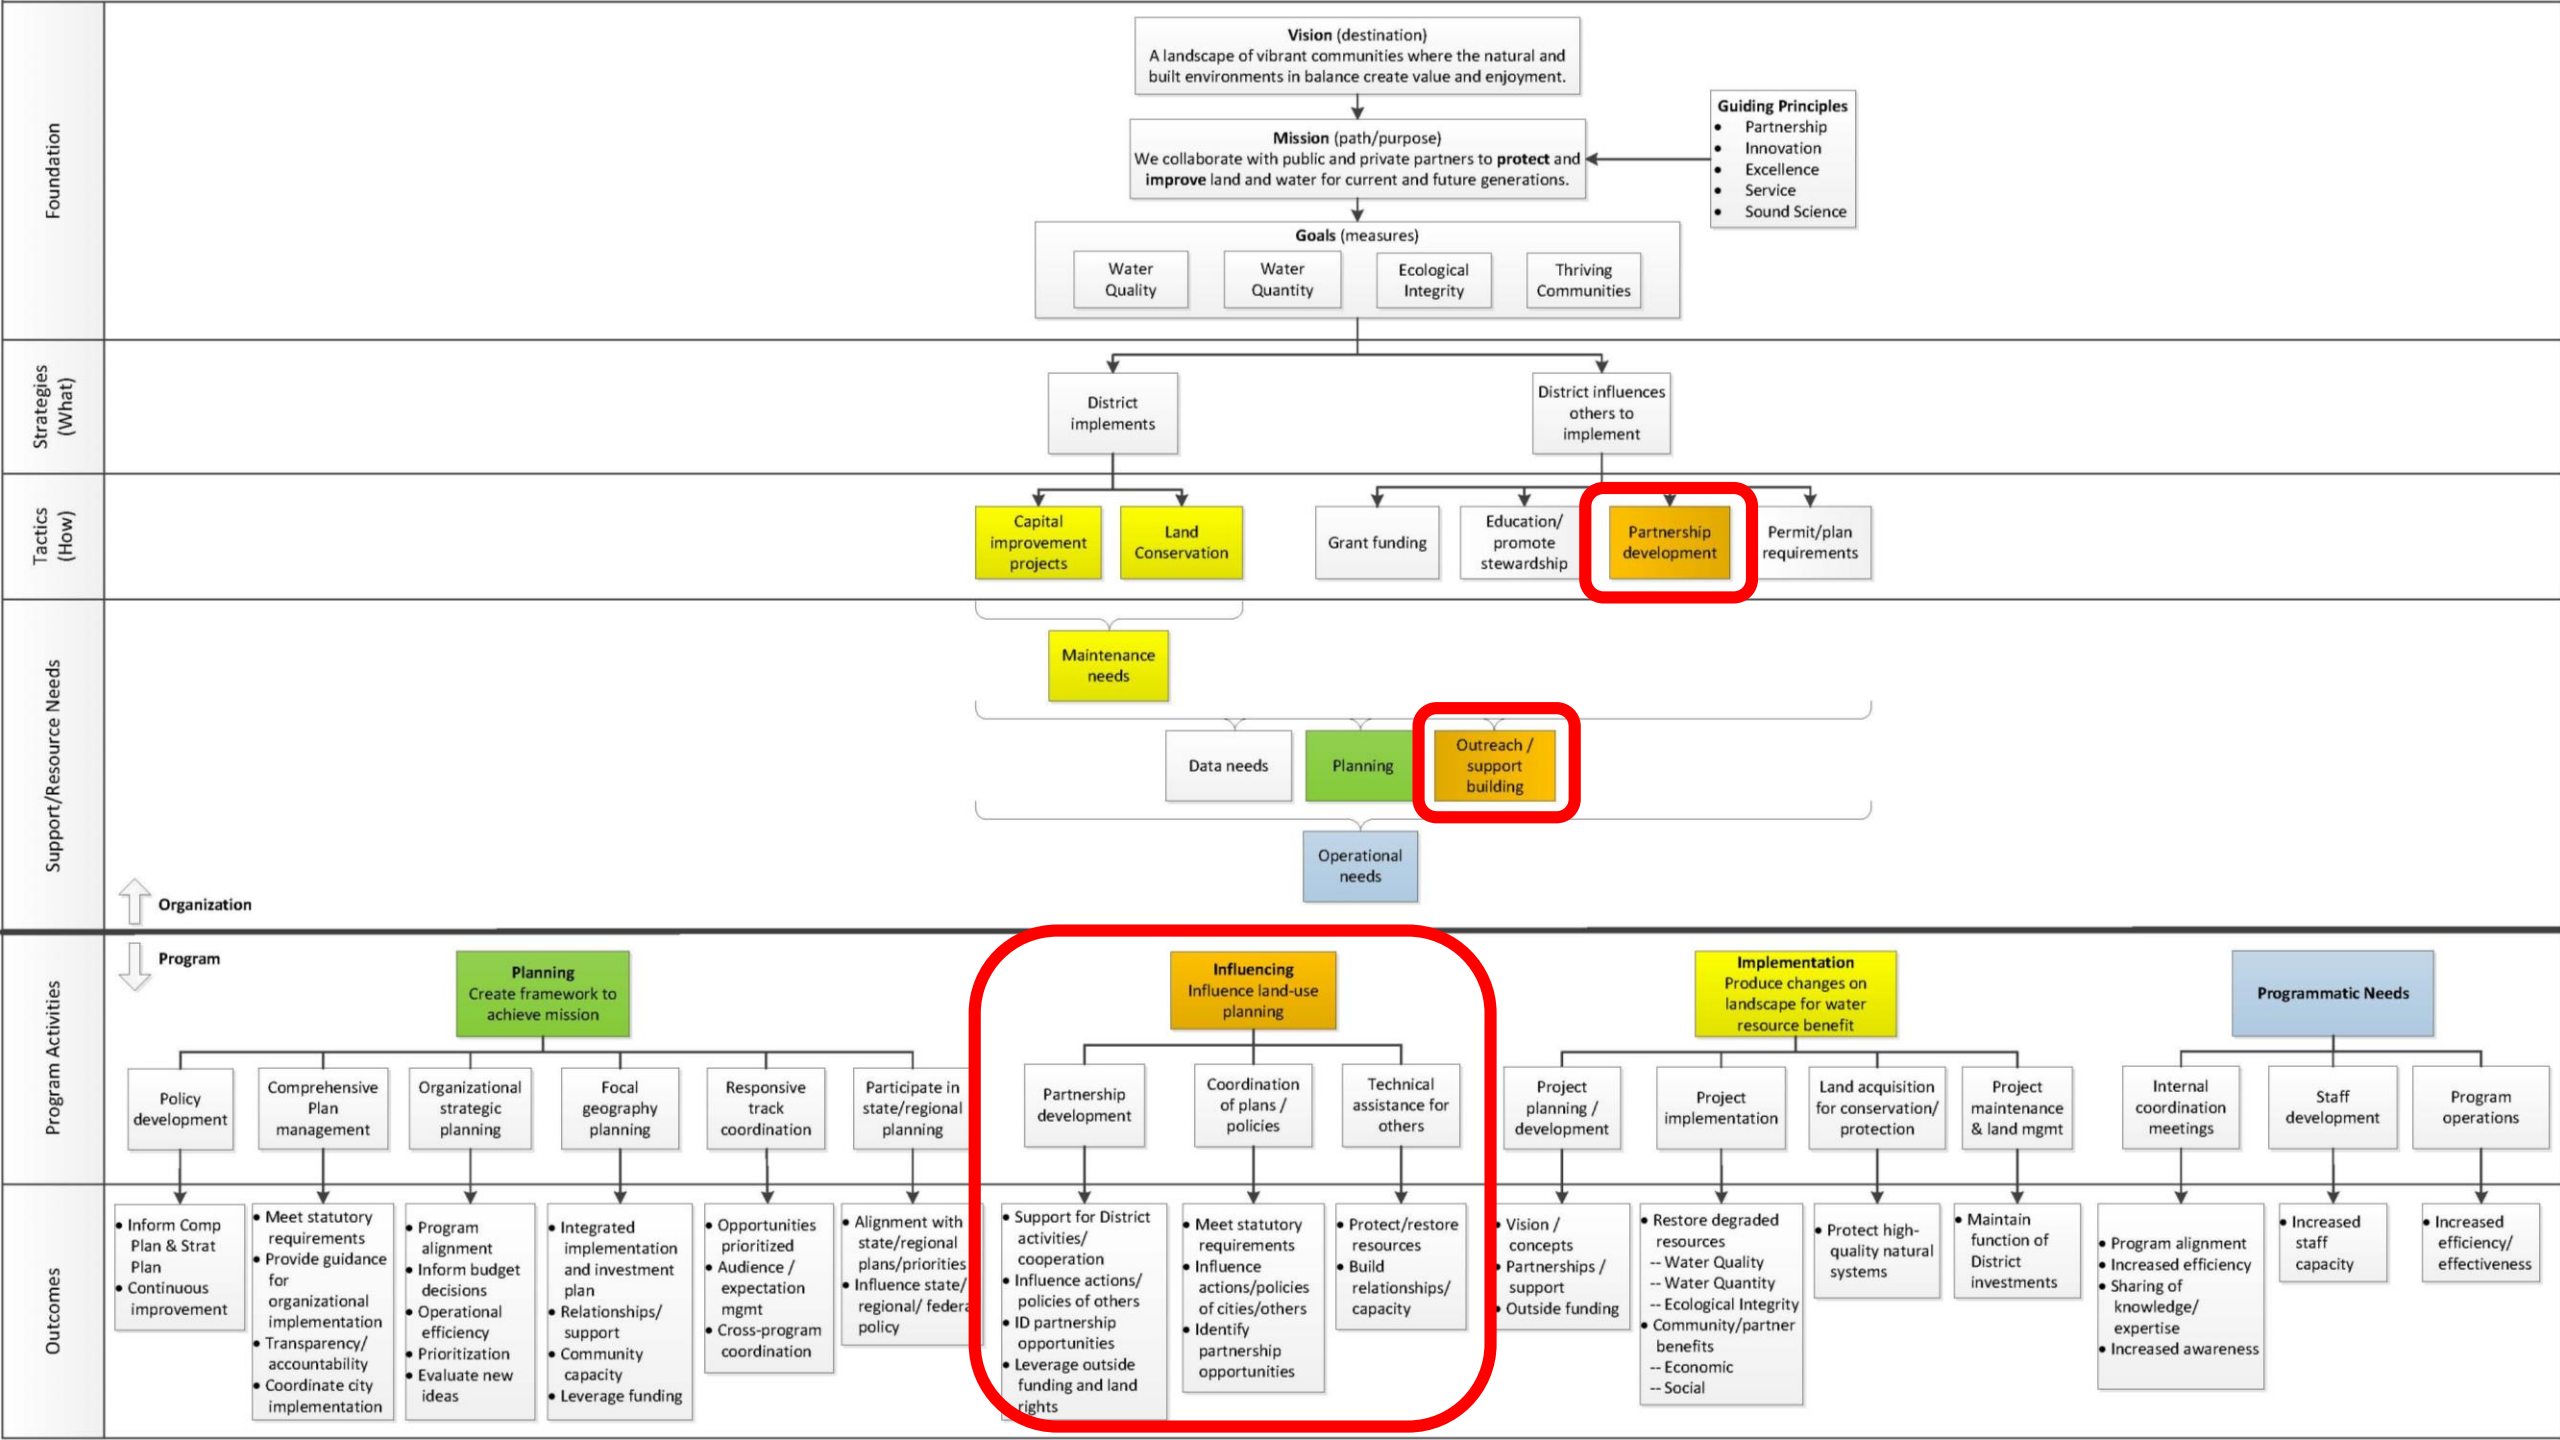 Foundation
Vision (destination)
A landscape of vibrant communities where the natural and
built environments in balance create value and enjoyment.
Mission (path/purpose)
We collaborate with public and private partners to protect and
improve land and water for current and future generations.
Guiding Principles
• Partnership
• Innovation
• Excellence
• Service
• Sound Science
Goals (measures)
Water
Quality
Water
Quantity
Ecological
Integrity
Thriving
Communities
Strategies
(What)
District
implements
District influences
others to
implement
Tactics
(How)
Capital
improvement
projects
Land
Conservation
Grant funding
Education/
promote
stewardship
Partnership
development
Permit/plan
requirements
Support/Resource Needs
Maintenance
needs
Data needs
Planning
Outreach /
support
building
Operational
needs
Organization
Program
Program Activities
Planning
Create framework to
achieve mission
Influencing
Influence land-use
planning
Implementation
Produce changes on
landscape for water
resource benefit
Programmatic Needs
Policy
development
Comprehensive
Plan
management
Organizational
strategic
planning
Focal
geography
planning
Responsive
track
coordination
Participate in
state/regional
planning
Partnership
development
Coordination
of plans /
policies
Technical
assistance for
others
Project
planning /
development
Project
implementation
Land acquisition
for conservation/
protection
Project
maintenance
& land mgmt
Internal
coordination
meetings
Staff
development
Program
operations
Outcomes
• Inform Comp
Plan & Strat
Plan
• Continuous
improvement
• Meet statutory
requirements
• Provide guidance
for
organizational
implementation
• Transparency/
accountability
• Coordinate city
implementation
• Program
alignment
• Inform budget
decisions
• Operational
efficiency
• Prioritization
• Evaluate new
ideas
• Integrated
implementation
and investment
plan
• Relationships/
support
• Community
capacity
• Leverage funding
• Opportunities
prioritized
• Audience /
expectation
mgmt
• Cross-program
coordination
• Alignment with
state/regional
plans/priorities
• Influence state/
regional/ federa
policy
• Support for District
activities/
cooperation
• Influence actions/
policies of others
• ID partnership
opportunities
• Leverage outside
funding and land
rights
• Meet statutory
requirements
• Influence
actions/policies
of cities/others
• Identify
partnership
opportunities
• Protect/restore
resources
• Build
relationships/
capacity
• Vision /
concepts
• Partnerships /
support
• Outside funding
• Restore degraded
resources
-- Water Quality
-- Water Quantity
-- Ecological Integrity
• Community/partner
benefits
-- Economic
-- Social
• Protect high-
quality natural
systems
• Maintain
function of
District
investments
• Program alignment
• Increased efficiency
• Sharing of
knowledge/
expertise
• Increased awareness
• Increased
staff
capacity
• Increased
efficiency/
effectiveness